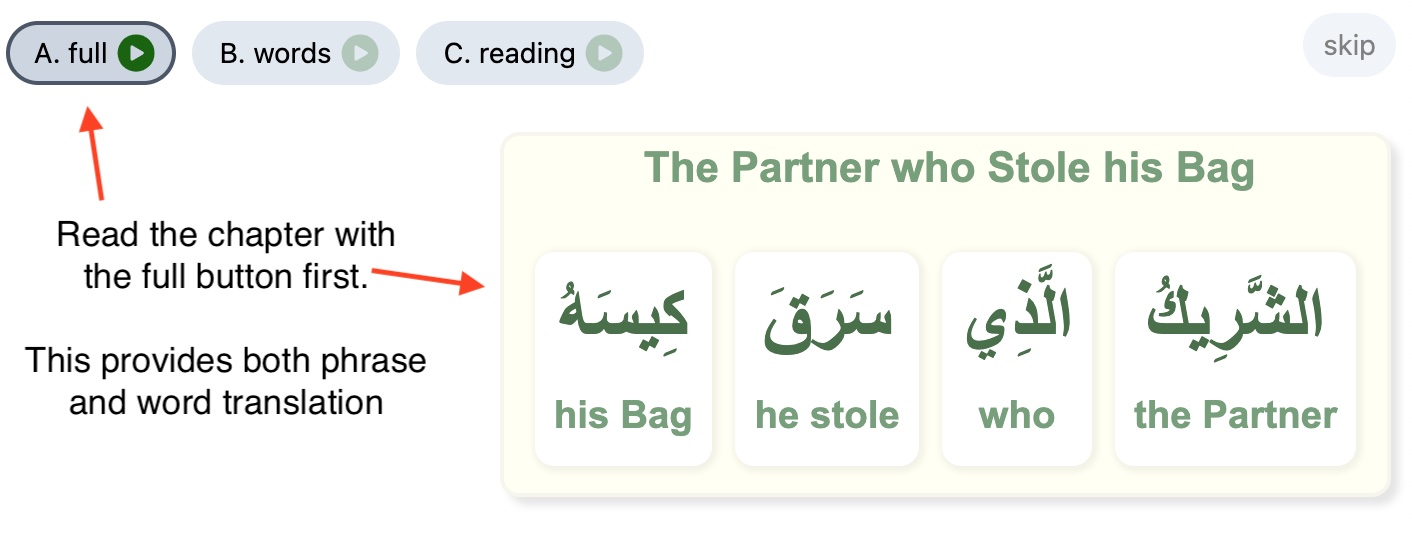 A. full
B. words
C. reading
skip
Read the chapter with
the full button first.
This provides both phrase
and word translation
The Partner who Stole his Bag
الشَّرِيكُ الَّذِي سَرَقَ كِيسَهُ
the Partner
who
he stole
his Bag